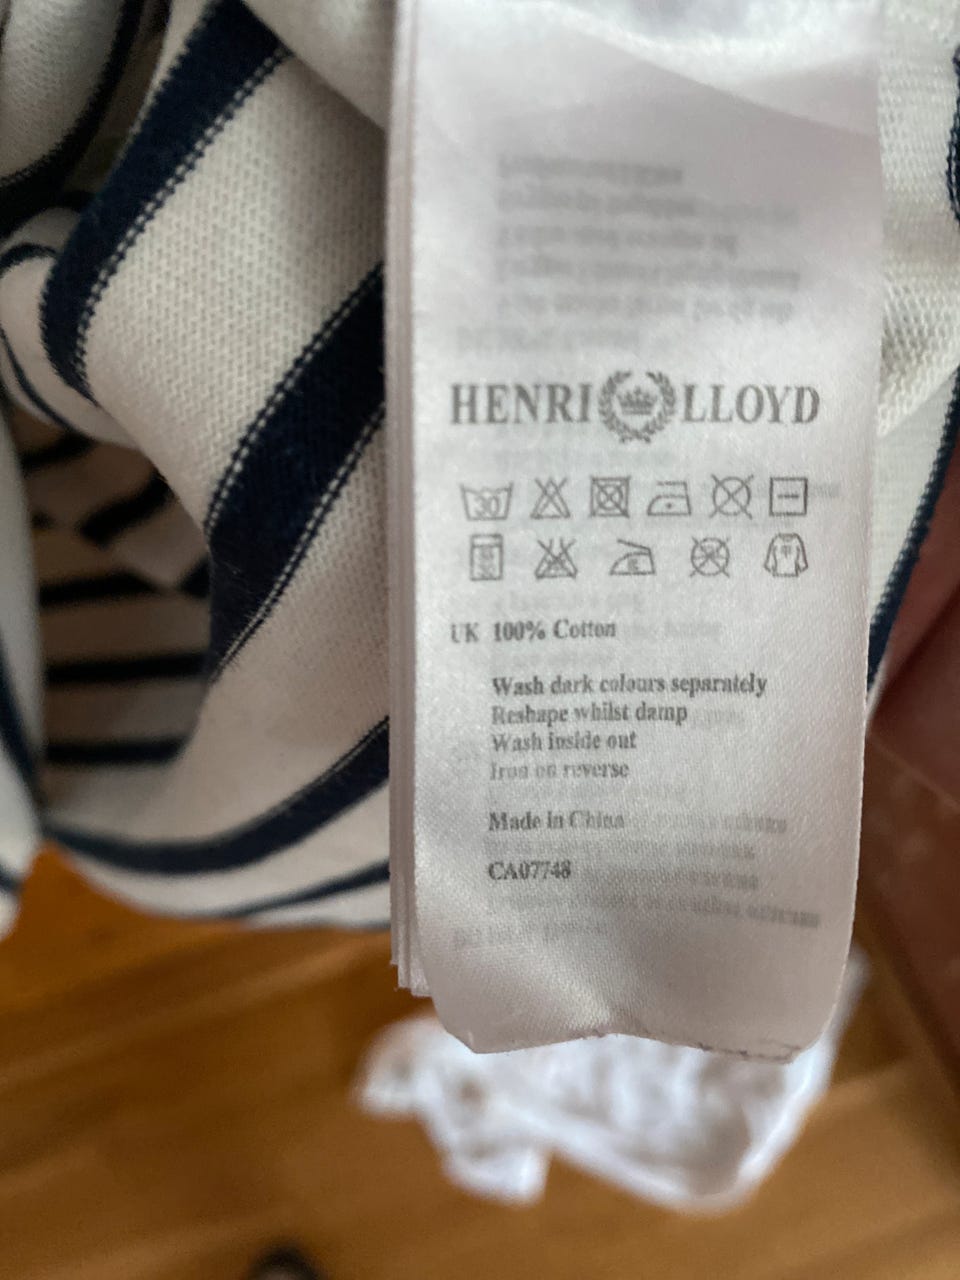 HENRI LLOYD
30
UK 100% Cotton
Wash dark colours separately
Reshape whilst damp
Wash inside out
Iron on reverse
Made in China
CA07748